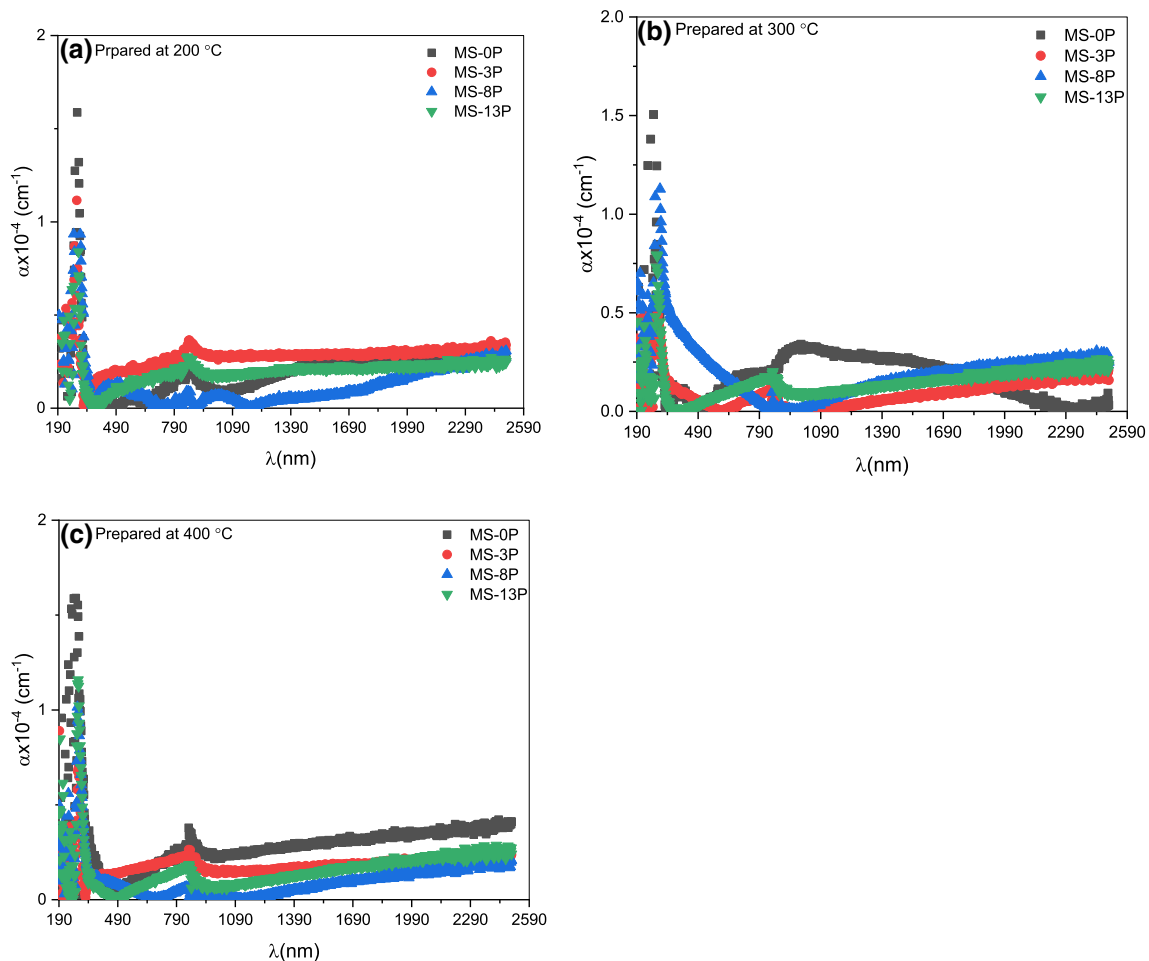 (a) Prpared at 200 °C
MS-0P
MS-3P
MS-8P
MS-13P
2
1
0
αx10⁻⁴ (cm⁻¹)
190 490 790 1090 1390 1690 1990 2290 2590
λ(nm)
(b) Prepared at 300 °C
MS-0P
MS-3P
MS-8P
MS-13P
2.0
1.5
1.0
0.5
0.0
αx10⁻⁴ (cm⁻¹)
190 490 790 1090 1390 1690 1990 2290 2590
λ(nm)
(c) Prepared at 400 °C
MS-0P
MS-3P
MS-8P
MS-13P
2
1
0
αx10⁻⁴ (cm⁻¹)
190 490 790 1090 1390 1690 1990 2290 2590
λ(nm)